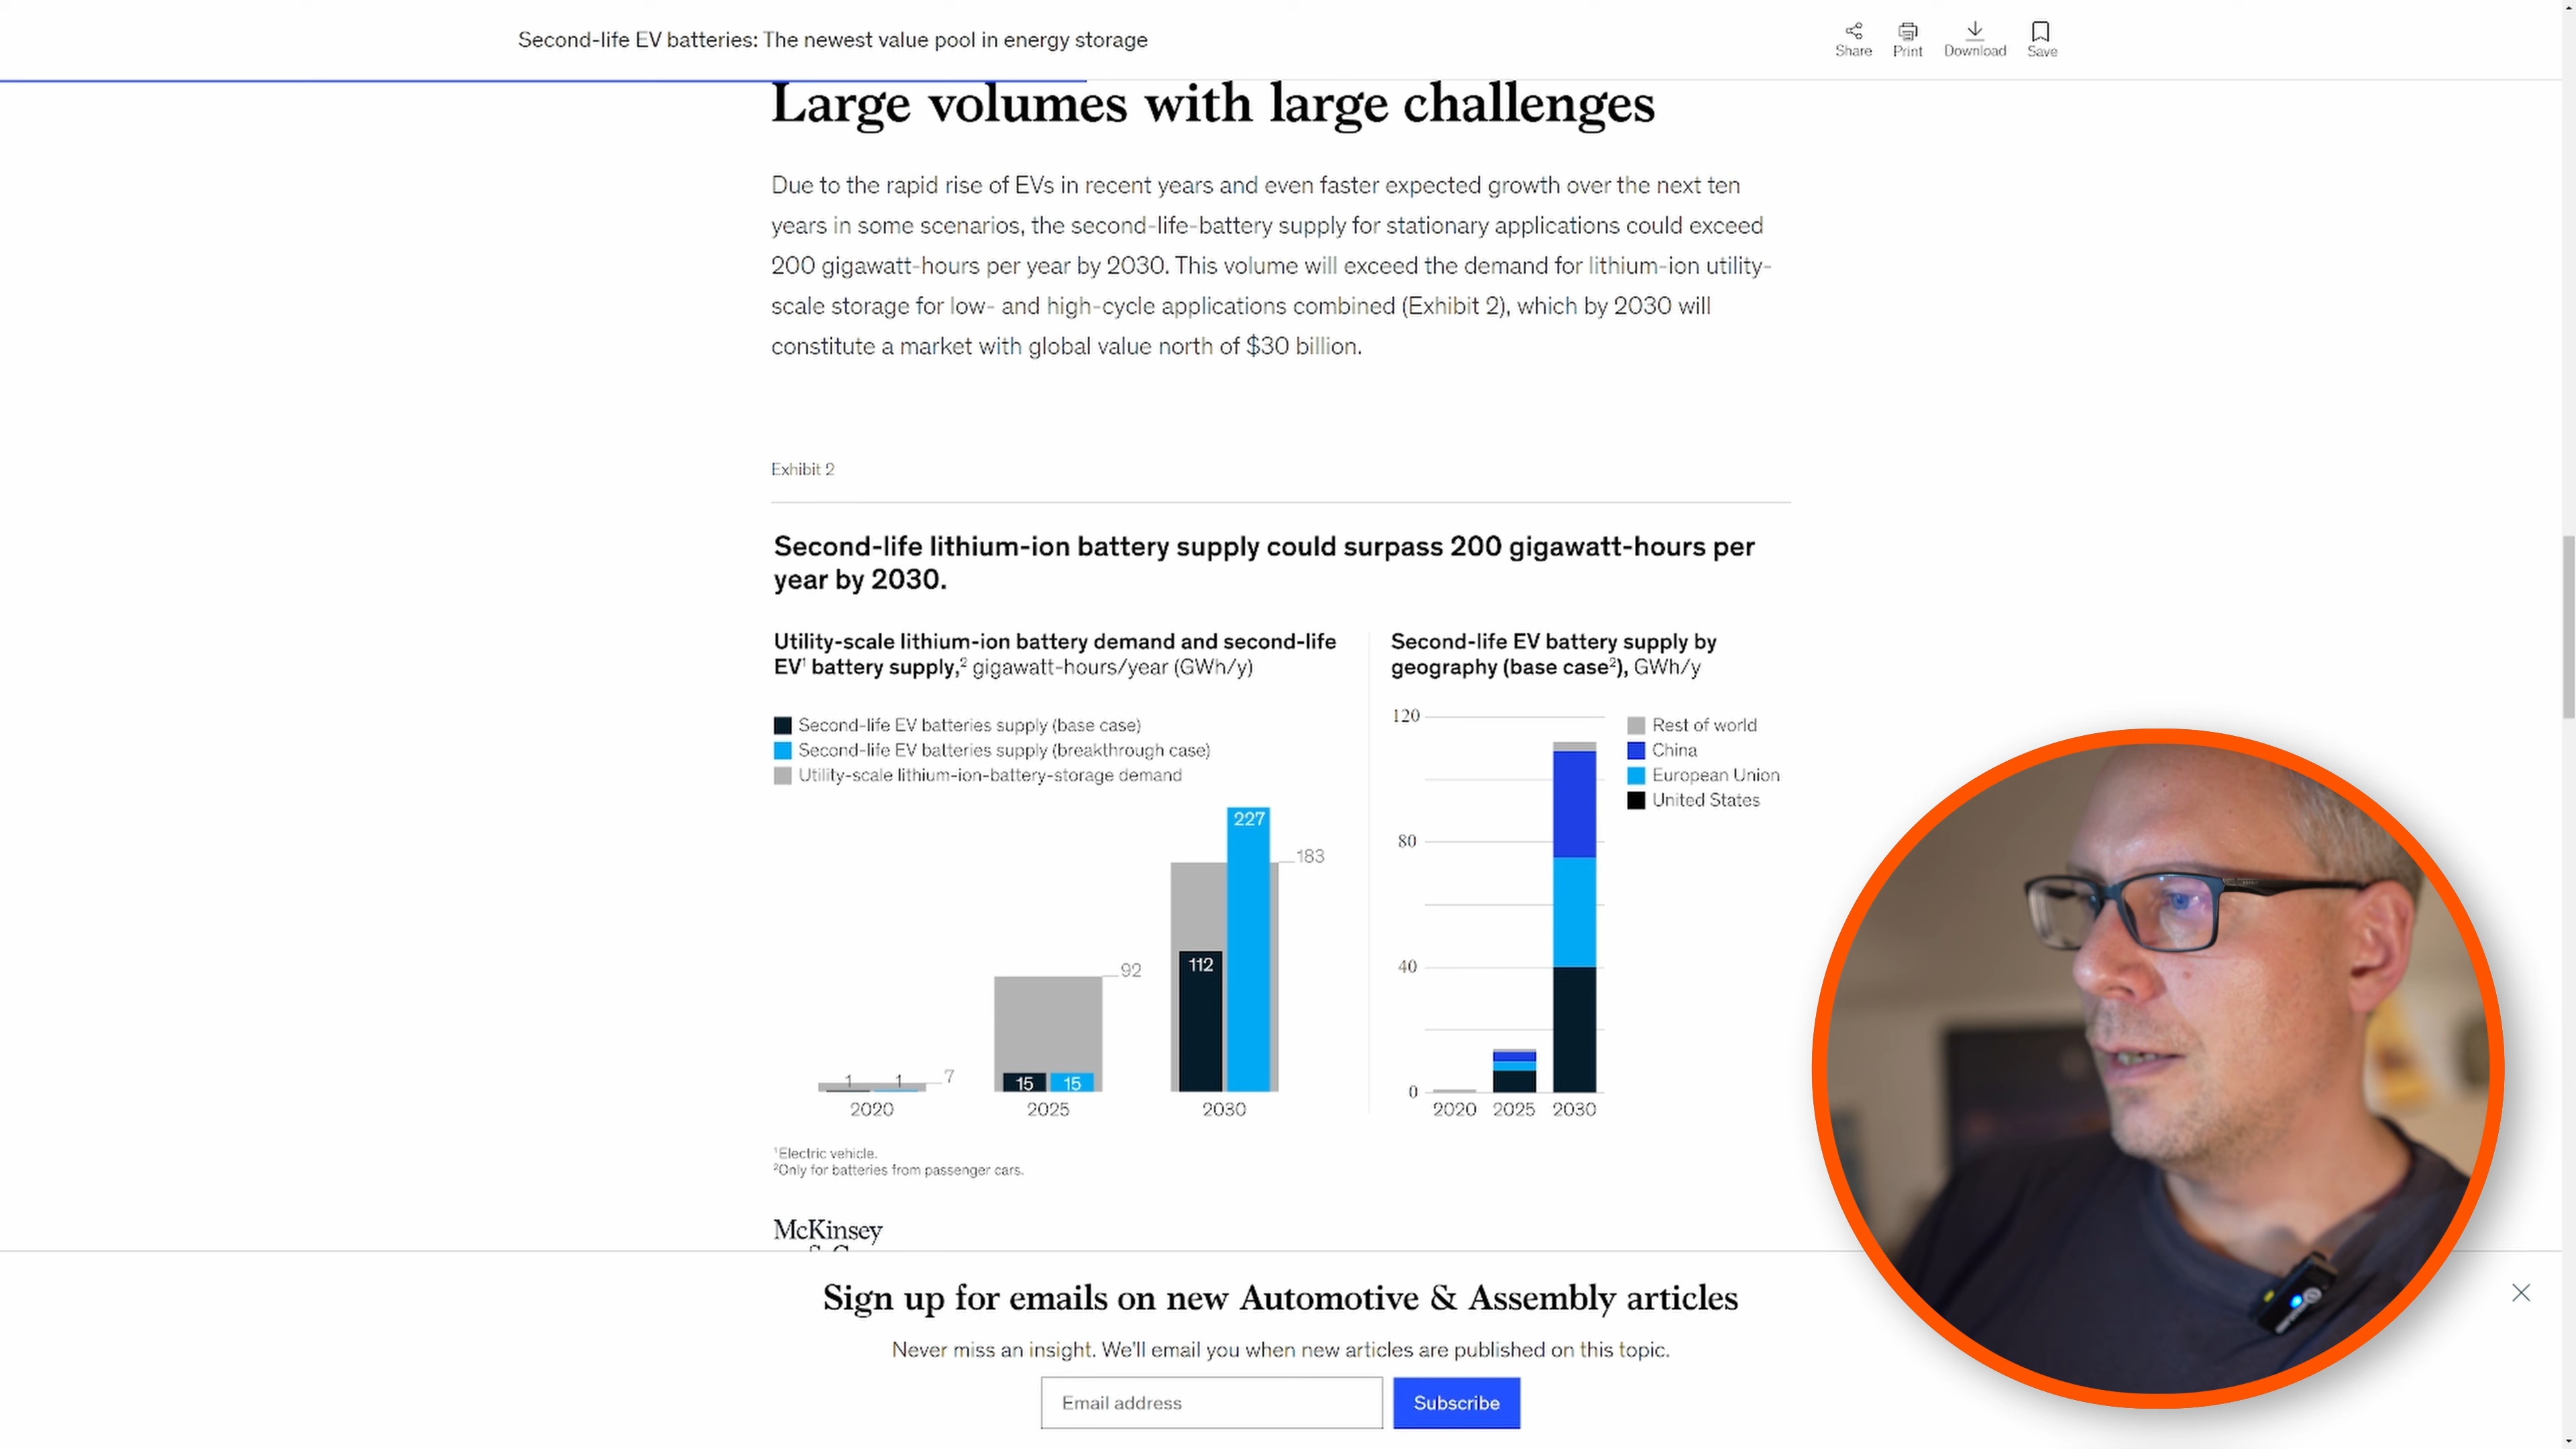 Second-life EV batteries: The newest value pool in energy storage
Share
Print
Download
Save
Large volumes with large challenges
Due to the rapid rise of EVs in recent years and even faster expected growth over the next ten
years in some scenarios, the second-life-battery supply for stationary applications could exceed
200 gigawatt-hours per year by 2030. This volume will exceed the demand for lithium-ion utility-
scale storage for low- and high-cycle applications combined (Exhibit 2), which by 2030 will
constitute a market with global value north of $30 billion.
Exhibit 2
Second-life lithium-ion battery supply could surpass 200 gigawatt-hours per
year by 2030.
Utility-scale lithium-ion battery demand and second-life
EV¹ battery supply,² gigawatt-hours/year (GWh/y)
Second-life EV batteries supply (base case)
Second-life EV batteries supply (breakthrough case)
Utility-scale lithium-ion-battery-storage demand
227
183
112
92
15 15
1 1 7
2020 2025 2030
Second-life EV battery supply by
geography (base case²), GWh/y
120
80
40
0
Rest of world
China
European Union
United States
2020 2025 2030
¹Electric vehicle.
²Only for batteries from passenger cars.
McKinsey
Sign up for emails on new Automotive & Assembly articles
Never miss an insight. We'll email you when new articles are published on this topic.
Email address
Subscribe